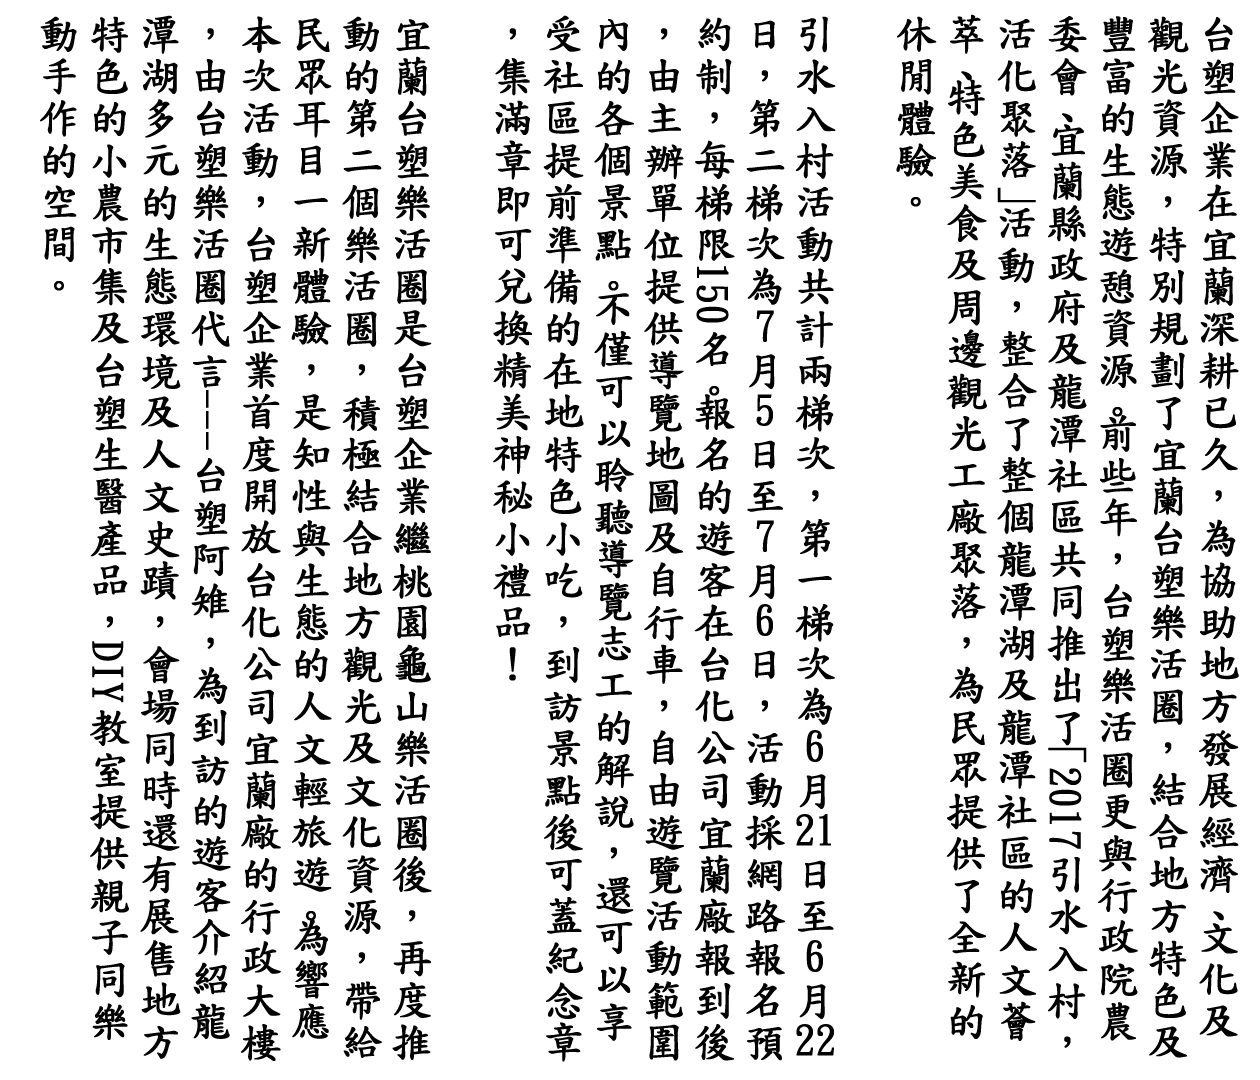 台塑企業在宜蘭深耕已久，為協助地方發展經濟、文化及
觀光資源，特別規劃了宜蘭台塑樂活圈，結合地方特色及
豐富的生態遊憩資源。前些年，台塑樂活圈更與行政院農
委會、宜蘭縣政府及龍潭社區共同推出了「2017引水入村，
活化聚落」活動，整合了整個龍潭湖及龍潭社區的人文薈
萃、特色美食及周邊觀光工廠聚落，為民眾提供了全新的
休閒體驗。
引水入村活動共計兩梯次，第一梯次為6月21日至6月22
日，第二梯次為7月5日至7月6日，活動採網路報名預
約制，每梯限150名。報名的遊客在台化公司宜蘭廠報到後
，由主辦單位提供導覽地圖及自行車，自由遊覽活動範圍
內的各個景點。不僅可以聆聽導覽志工的解說，還可以享
受社區提前準備的在地特色小吃，到訪景點後可蓋紀念章
，集滿章即可兌換精美神秘小禮品！
宜蘭台塑樂活圈是台塑企業繼桃園龜山樂活圈後，再度推
動的第二個樂活圈，積極結合地方觀光及文化資源，帶給
民眾耳目一新體驗，是知性與生態的人文輕旅遊。為響應
本次活動，台塑企業首度開放台化公司宜蘭廠的行政大樓
，由台塑樂活圈代言---台塑阿雉，為到訪的遊客介紹龍
潭湖多元的生態環境及人文史蹟，會場同時還有展售地方
特色的小農市集及台塑生醫產品，DIY教室提供親子同樂
動手作的空間。